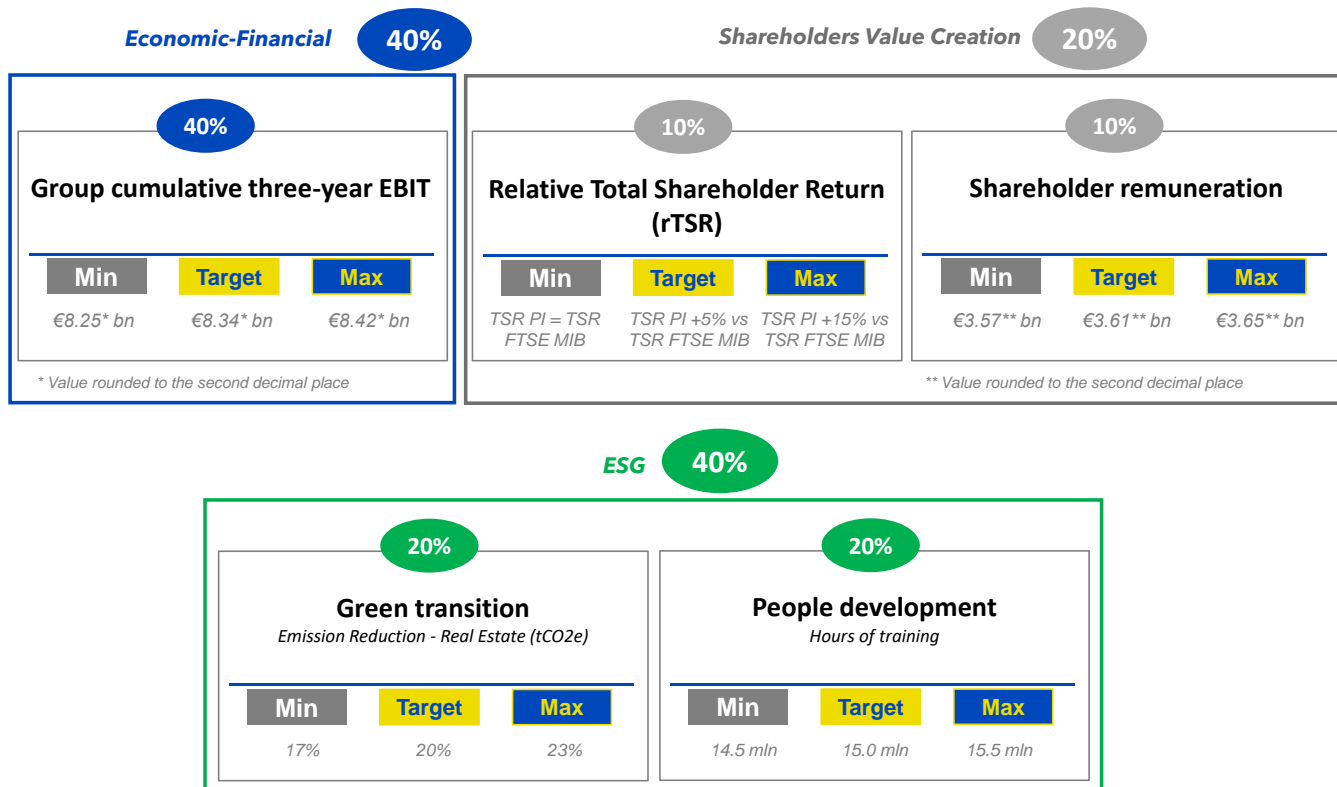 Economic-Financial 40%
Shareholders Value Creation 20%
40%
Group cumulative three-year EBIT
Min Target Max
€8.25* bn €8.34* bn €8.42* bn
* Value rounded to the second decimal place
10%
Relative Total Shareholder Return
(rTSR)
Min Target Max
TSR PI = TSR TSR PI +5% vs TSR PI +15% vs
FTSE MIB TSR FTSE MIB TSR FTSE MIB
10%
Shareholder remuneration
Min Target Max
€3.57** bn €3.61** bn €3.65** bn
** Value rounded to the second decimal place
ESG 40%
20%
Green transition
Emission Reduction - Real Estate (tCO2e)
Min Target Max
17% 20% 23%
20%
People development
Hours of training
Min Target Max
14.5 mln 15.0 mln 15.5 mln